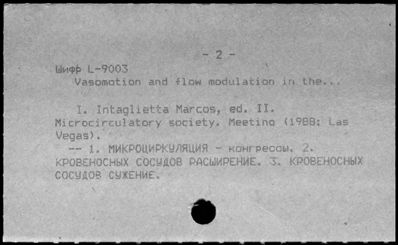 - 2 -
Шифр L-9003
Vasomotion and flow modulation in the...
I. Intaglietta Marcos, ed. II.
Microcirculatory society. Meeting (1988; Las
Vegas).
-- 1. МИКРОЦИРКУЛЯЦИЯ - конгрессы. 2.
КРОВЕНОСНЫХ СОСУДОВ РАСШИРЕНИЕ. 3. КРОВЕНОСНЫХ
СОСУДОВ СУЖЕНИЕ.